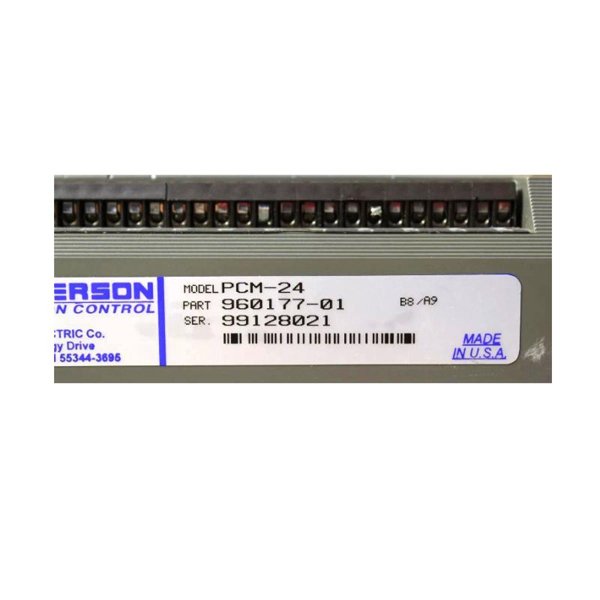 ERSON
N CONTROL
TRIC Co.
gy Drive
55344-3695
MODEL PCM-24
PART 960177-01 B8/A9
SER. 99128021
MADE
IN U.S.A.